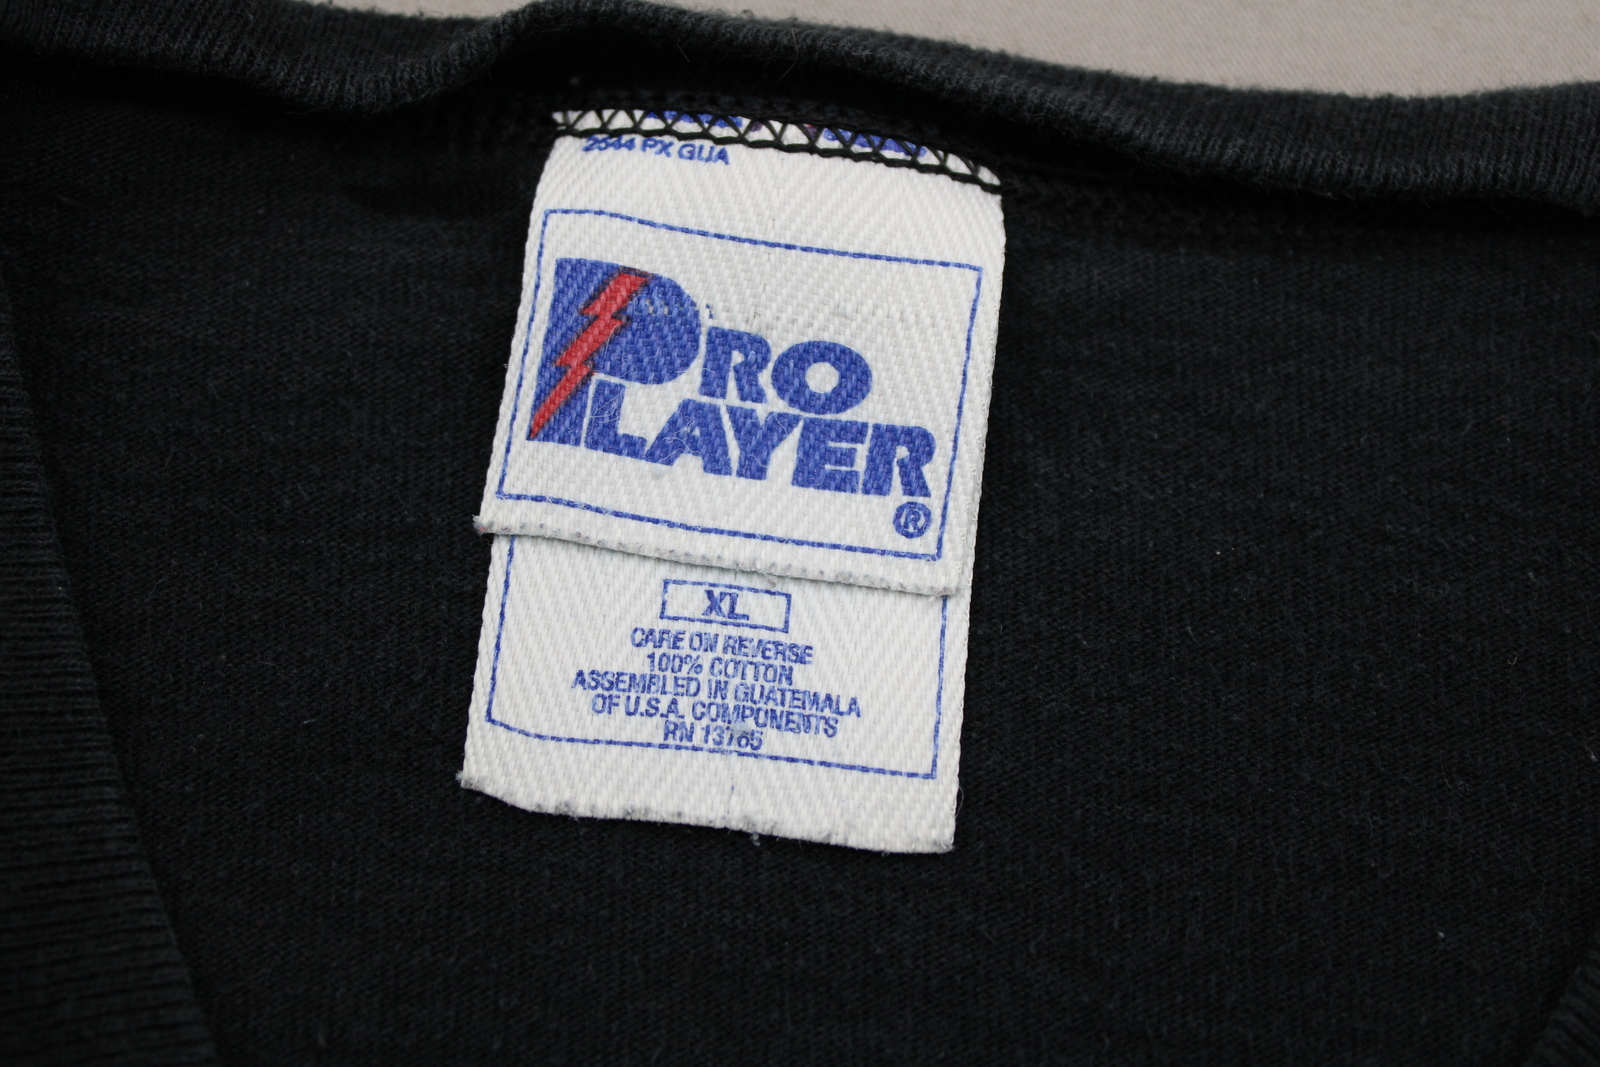 2544 PX GUA
PRO
PLAYER
®
XL
CARE ON REVERSE
100% COTTON
ASSEMBLED IN GUATEMALA
OF U.S.A. COMPONENTS
RN 13765